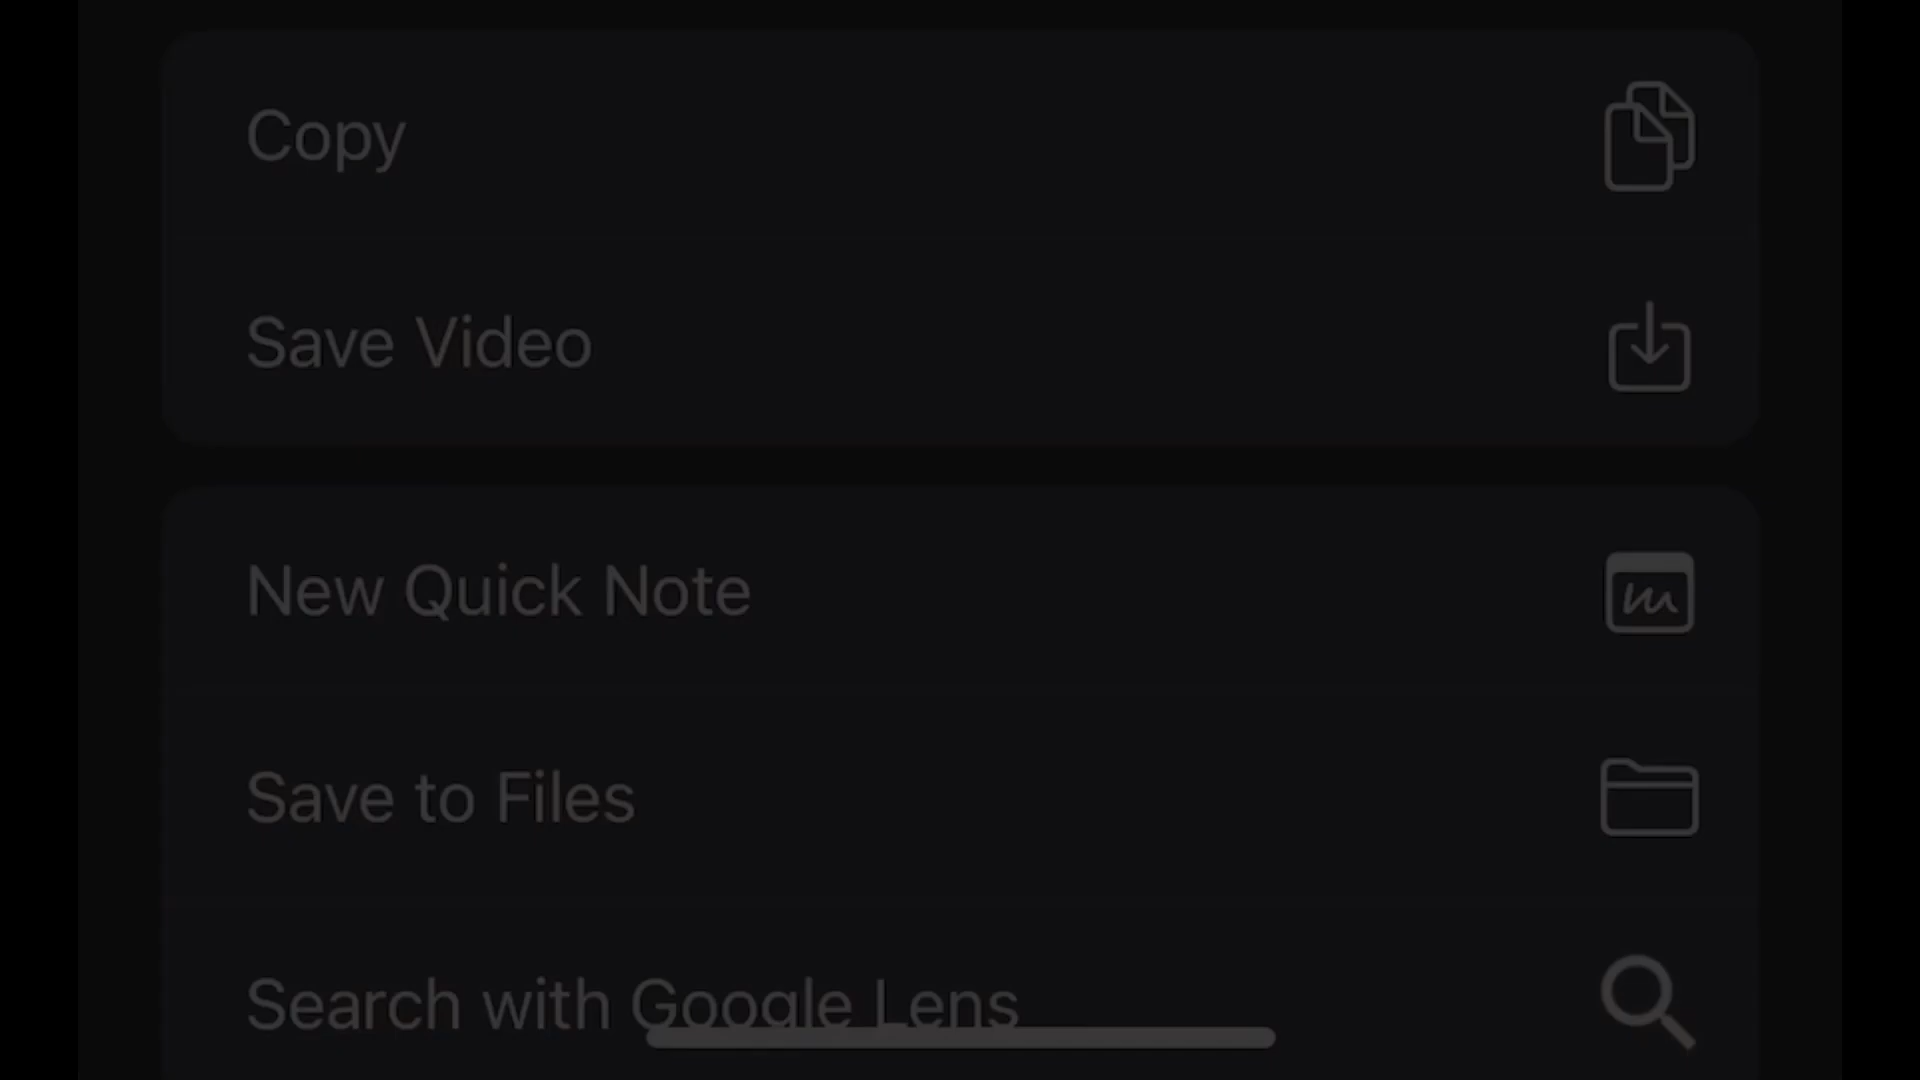 Copy
Save Video
New Quick Note
Save to Files
Search with Google Lens